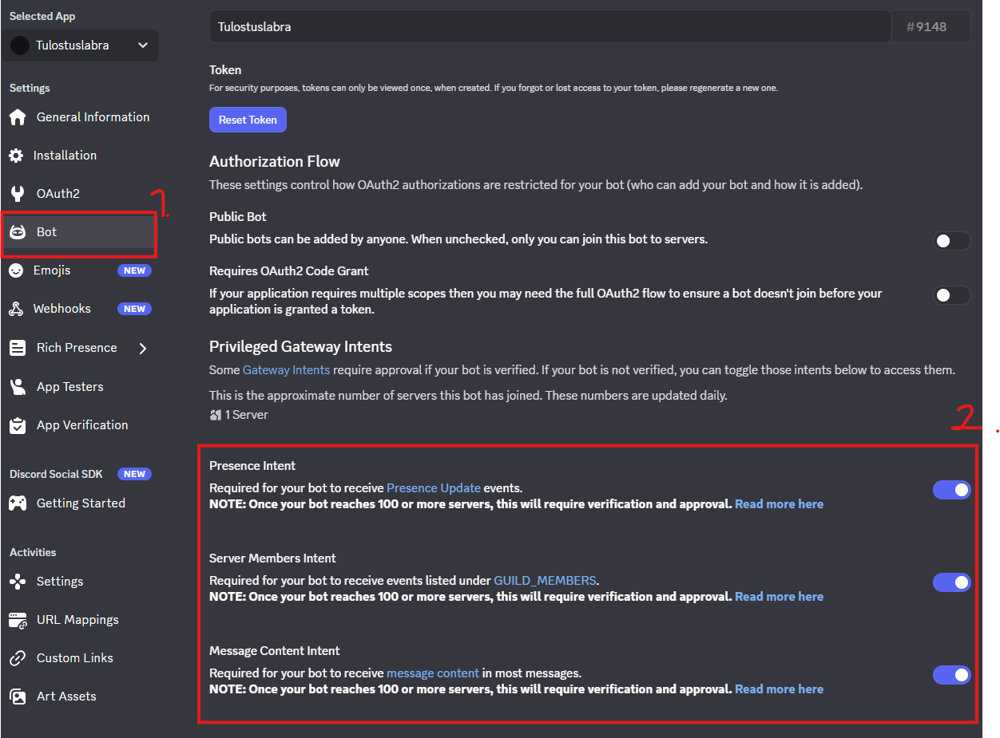 Selected App
Tulostuslabra
Settings
General Information
Installation
OAuth2
1.
Bot
Emojis NEW
Webhooks NEW
Rich Presence
App Testers
App Verification
Discord Social SDK NEW
Getting Started
Activities
Settings
URL Mappings
Custom Links
Art Assets
Tulostuslabra #9148
Token
For security purposes, tokens can only be viewed once, when created. If you forgot or lost access to your token, please regenerate a new one.
Reset Token
Authorization Flow
These settings control how OAuth2 authorizations are restricted for your bot (who can add your bot and how it is added).
Public Bot
Public bots can be added by anyone. When unchecked, only you can join this bot to servers.
Requires OAuth2 Code Grant
If your application requires multiple scopes then you may need the full OAuth2 flow to ensure a bot doesn't join before your
application is granted a token.
Privileged Gateway Intents
Some Gateway Intents require approval if your bot is verified. If your bot is not verified, you can toggle those intents below to access them.
This is the approximate number of servers this bot has joined. These numbers are updated daily.
1 Server
2.
Presence Intent
Required for your bot to receive Presence Update events.
NOTE: Once your bot reaches 100 or more servers, this will require verification and approval. Read more here
Server Members Intent
Required for your bot to receive events listed under GUILD_MEMBERS.
NOTE: Once your bot reaches 100 or more servers, this will require verification and approval. Read more here
Message Content Intent
Required for your bot to receive message content in most messages.
NOTE: Once your bot reaches 100 or more servers, this will require verification and approval. Read more here